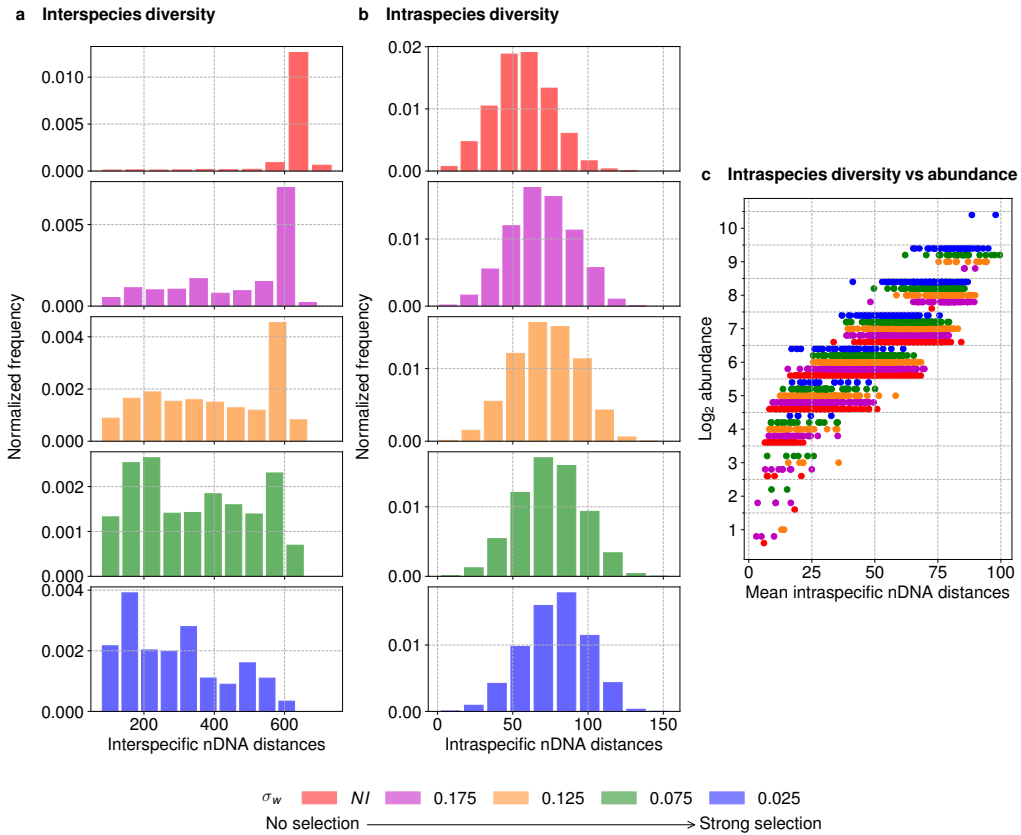 a Interspecies diversity
b Intraspecies diversity
Normalized frequency
0.010
0.005
0.000
0.005
0.000
0.004
0.002
0.000
0.002
0.001
0.000
0.004
0.002
0.000
200 400 600
Interspecific nDNA distances
Normalized frequency
0.02
0.01
0.00
0.01
0.00
0.01
0.00
0.01
0.00
0.01
0.00
0 50 100 150
Intraspecific nDNA distances
c Intraspecies diversity vs abundance
Log₂ abundance
10
9
8
7
6
5
4
3
2
1
0 25 50 75 100
Mean intraspecific nDNA distances
σw NI 0.175 0.125 0.075 0.025
No selection Strong selection